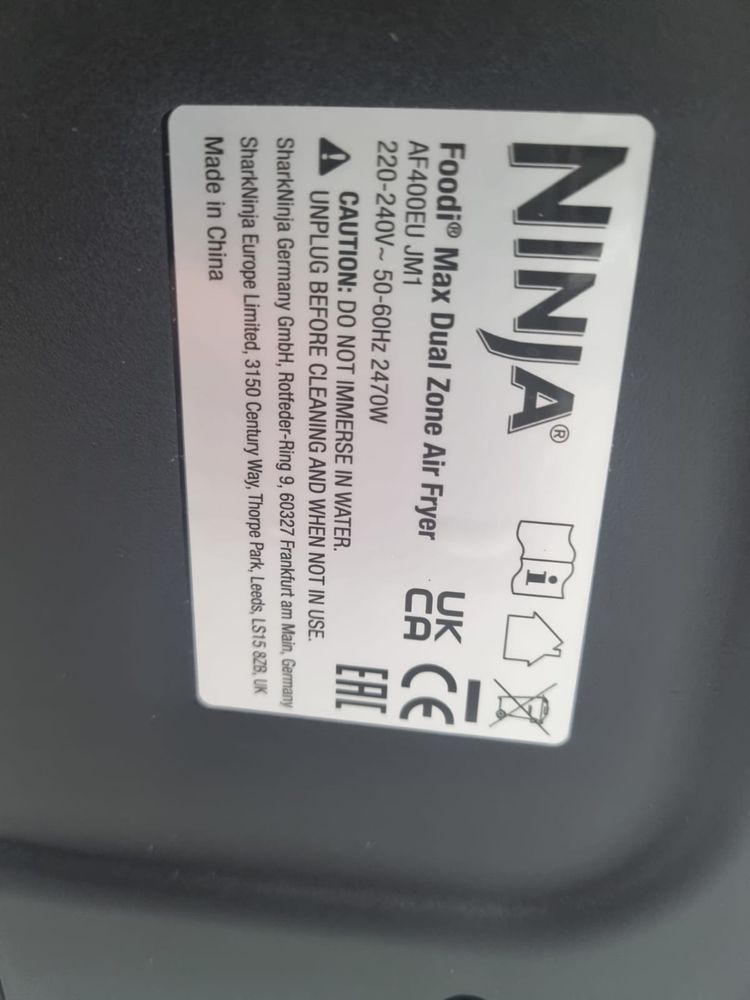 NINJA®
Foodi® Max Dual Zone Air Fryer
AF400EU JM1
220-240V~ 50-60Hz 2470W
CAUTION: DO NOT IMMERSE IN WATER.
UNPLUG BEFORE CLEANING AND WHEN NOT IN USE.
SharkNinja Germany GmbH, Rotfeder-Ring 9, 60327 Frankfurt am Main, Germany
SharkNinja Europe Limited, 3150 Century Way, Thorpe Park, Leeds, LS15 8ZB, UK
Made in China
i
UK
CA
CE
EAC